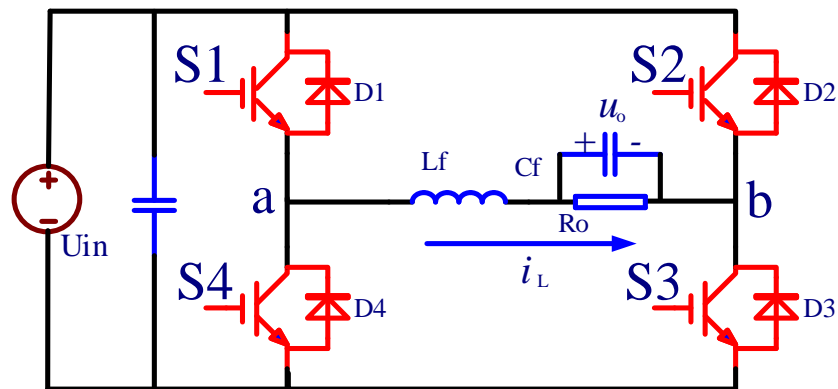 S1
D1
S2
D2
uo
+ -
Lf
Cf
a
b
Ro
+
-
Uin
iL
S4
D4
S3
D3